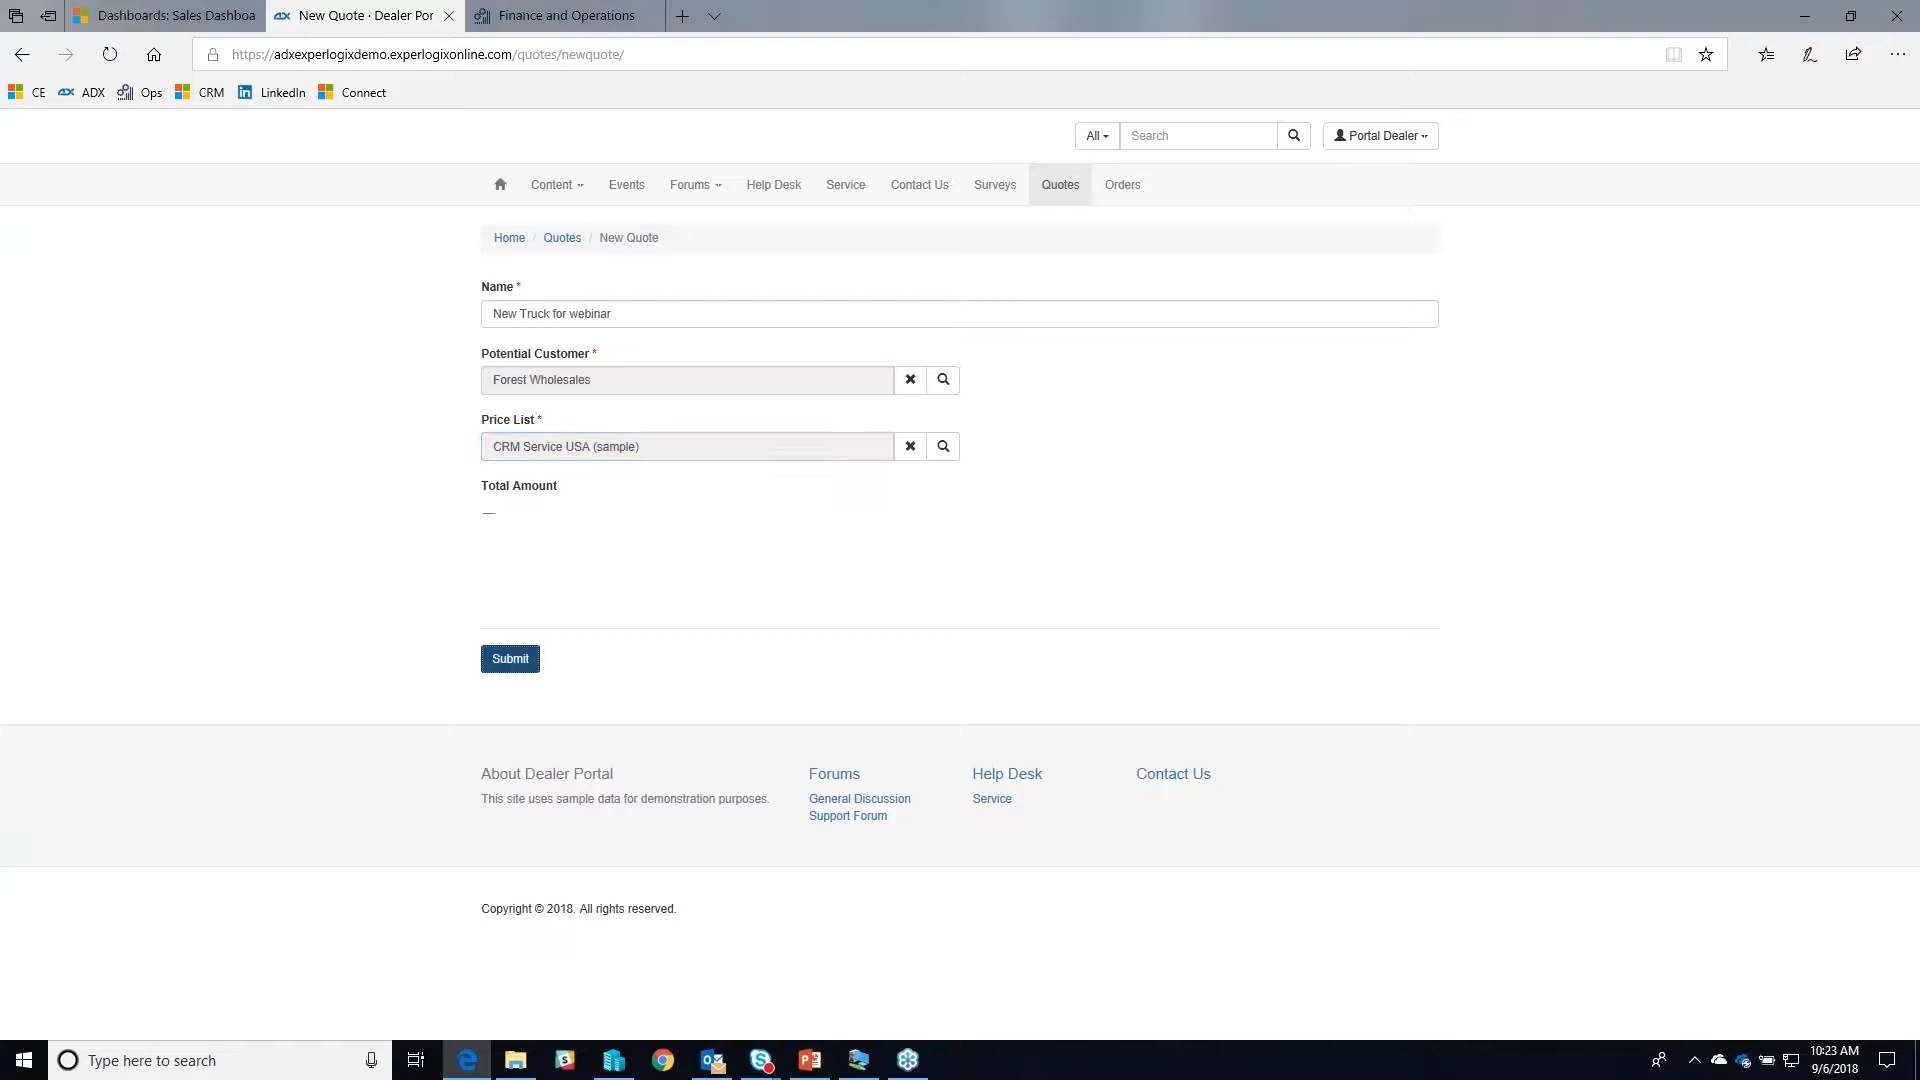 Dashboards: Sales Dashboa
New Quote · Dealer Por
Finance and Operations
https://adxexperlogixdemo.experlogixonline.com/quotes/newquote/
CE
ADX
Ops
CRM
LinkedIn
Connect
All
Search
Portal Dealer
Content
Events
Forums
Help Desk
Service
Contact Us
Surveys
Quotes
Orders
Home / Quotes / New Quote
Name *
New Truck for webinar
Potential Customer *
Forest Wholesales
Price List *
CRM Service USA (sample)
Total Amount
—
Submit
About Dealer Portal
This site uses sample data for demonstration purposes.
Forums
General Discussion
Support Forum
Help Desk
Service
Contact Us
Copyright © 2018. All rights reserved.
Type here to search
10:23 AM
9/6/2018